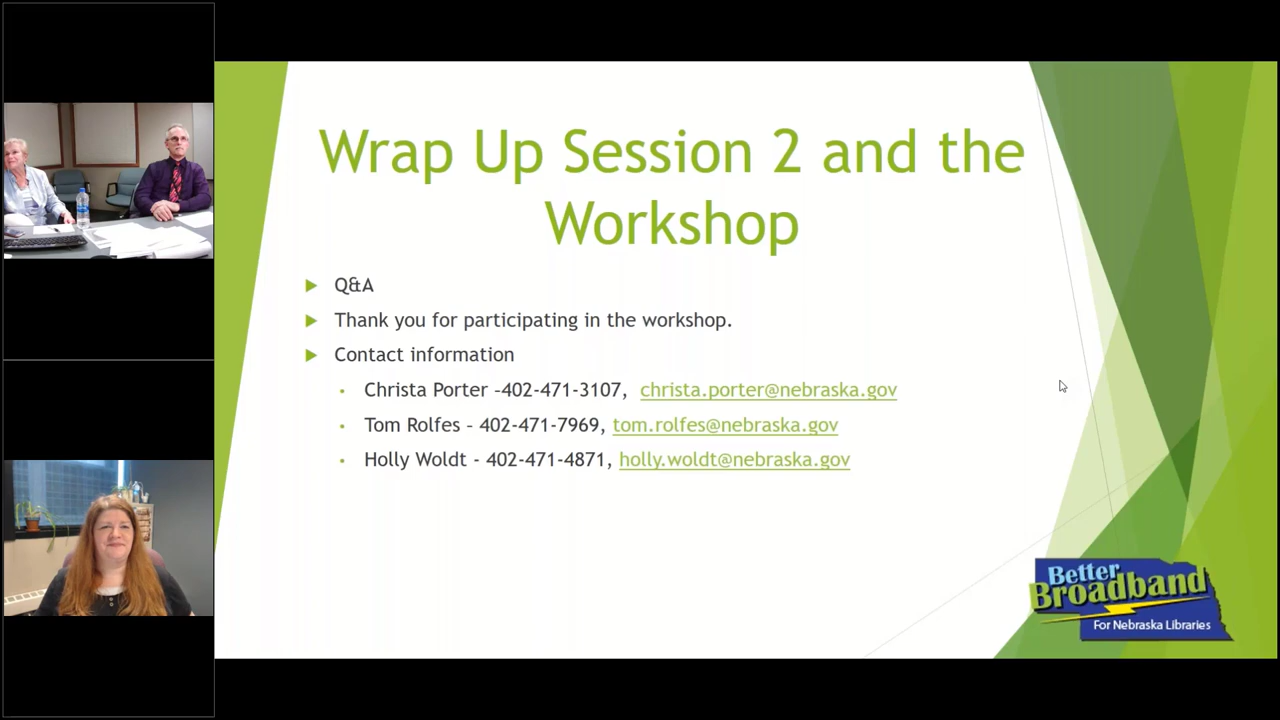 Wrap Up Session 2 and the
Workshop
Q&A
Thank you for participating in the workshop.
Contact information
Christa Porter –402-471-3107, christa.porter@nebraska.gov
Tom Rolfes – 402-471-7969, tom.rolfes@nebraska.gov
Holly Woldt - 402-471-4871, holly.woldt@nebraska.gov
Better
Broadband
For Nebraska Libraries